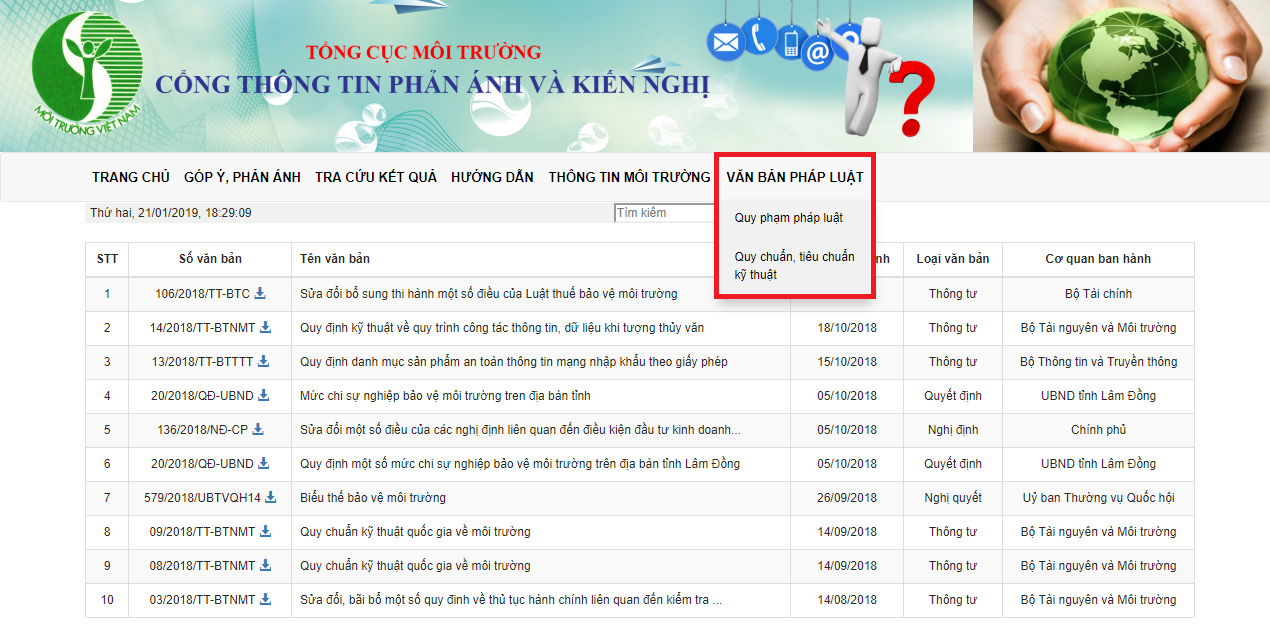 MÔI TRƯỜNG VIỆT NAM
TỔNG CỤC MÔI TRƯỜNG
CỔNG THÔNG TIN PHẢN ÁNH VÀ KIẾN NGHỊ
TRANG CHỦ GÓP Ý, PHẢN ÁNH TRA CỨU KẾT QUẢ HƯỚNG DẪN THÔNG TIN MÔI TRƯỜNG VĂN BẢN PHÁP LUẬT
Thứ hai, 21/01/2019, 18:29:09 Tìm kiếm
Quy phạm pháp luật
Quy chuẩn, tiêu chuẩn
kỹ thuật
STT Số văn bản Tên văn bản nh Loại văn bản Cơ quan ban hành
1 106/2018/TT-BTC Sửa đổi bổ sung thi hành một số điều của Luật thuế bảo vệ môi trường Thông tư Bộ Tài chính
2 14/2018/TT-BTNMT Quy định kỹ thuật về quy trình công tác thông tin, dữ liệu khi tượng thủy văn 18/10/2018 Thông tư Bộ Tài nguyên và Môi trường
3 13/2018/TT-BTTTT Quy định danh mục sản phẩm an toàn thông tin mạng nhập khẩu theo giấy phép 15/10/2018 Thông tư Bộ Thông tin và Truyền thông
4 20/2018/QĐ-UBND Mức chi sự nghiệp bảo vệ môi trường tren địa bàn tỉnh 05/10/2018 Quyết định UBND tỉnh Lâm Đồng
5 136/2018/NĐ-CP Sửa đổi một số điều của các nghị định liên quan đến điều kiện đầu tư kinh doanh... 05/10/2018 Nghị định Chính phủ
6 20/2018/QĐ-UBND Quy định một số mức chi sự nghiệp bảo vệ môi trường trên địa bàn tỉnh Lâm Đồng 05/10/2018 Quyết định UBND tỉnh Lâm Đồng
7 579/2018/UBTVQH14 Biểu thế bảo vệ môi trường 26/09/2018 Nghị quyết Uỷ ban Thường vụ Quốc hội
8 09/2018/TT-BTNMT Quy chuẩn kỹ thuật quốc gia về môi trường 14/09/2018 Thông tư Bộ Tài nguyên và Môi trường
9 08/2018/TT-BTNMT Quy chuẩn kỹ thuật quốc gia về môi trường 14/09/2018 Thông tư Bộ Tài nguyên và Môi trường
10 03/2018/TT-BTNMT Sửa đổi, bãi bổ một số quy đinh về thủ tục hành chính liên quan đến kiểm tra ... 14/08/2018 Thông tư Bộ Tài nguyên và Môi trường